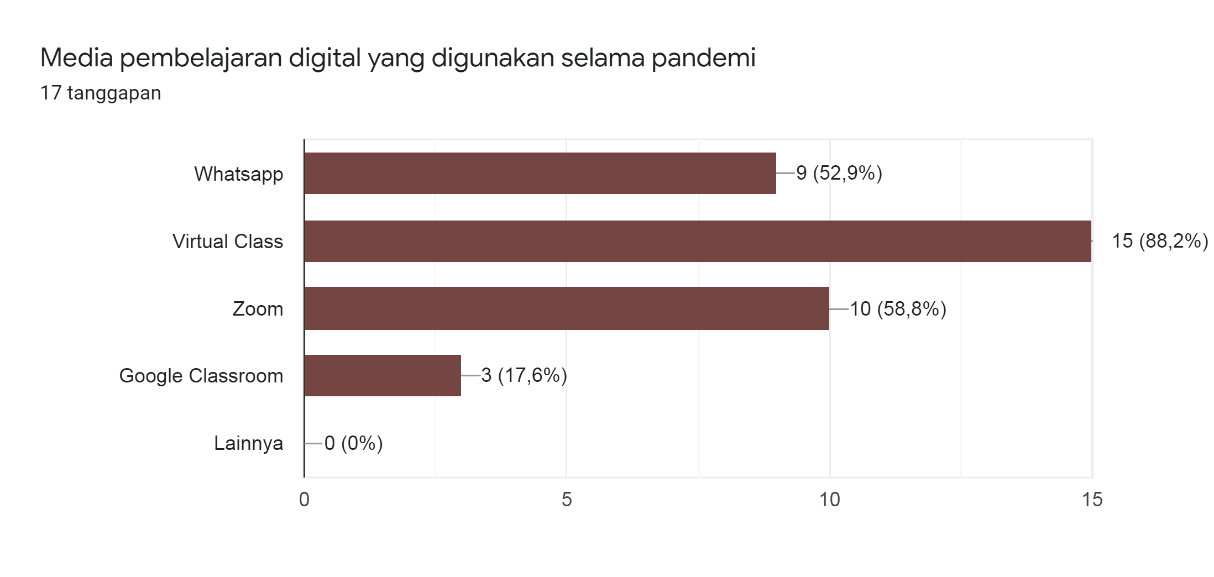 Media pembelajaran digital yang digunakan selama pandemi
17 tanggapan
Whatsapp 9 (52,9%)
Virtual Class 15 (88,2%)
Zoom 10 (58,8%)
Google Classroom 3 (17,6%)
Lainnya 0 (0%)
0 5 10 15